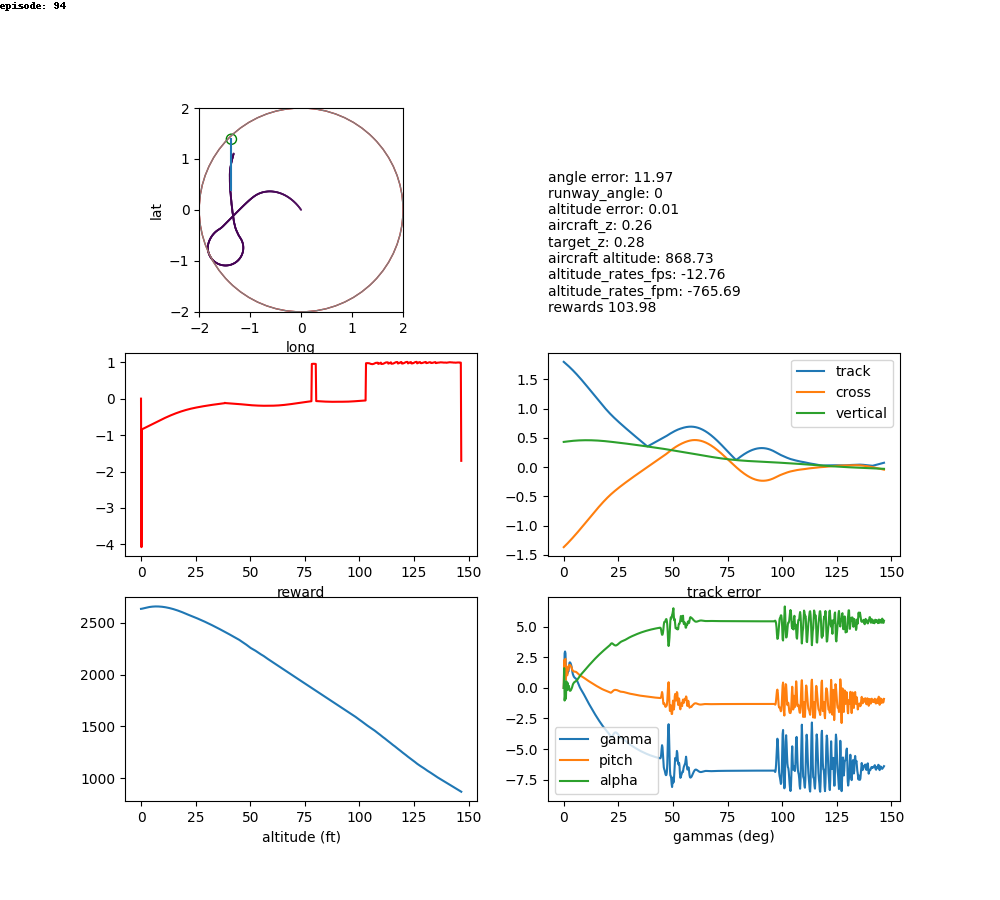 episode: 94
2
1
0
−1
−2
lat
−2 −1 0 1 2
long
angle error: 11.97
runway_angle: 0
altitude error: 0.01
aircraft_z: 0.26
target_z: 0.28
aircraft altitude: 868.73
altitude_rates_fps: -12.76
altitude_rates_fpm: -765.69
rewards 103.98
1
0
−1
−2
−3
−4
0 25 50 75 100 125 150
reward
1.5
1.0
0.5
0.0
−0.5
−1.0
−1.5
track
cross
vertical
0 25 50 75 100 125 150
track error
2500
2000
1500
1000
0 25 50 75 100 125 150
altitude (ft)
5.0
2.5
0.0
−2.5
−5.0
−7.5
gamma
pitch
alpha
0 25 50 75 100 125 150
gammas (deg)